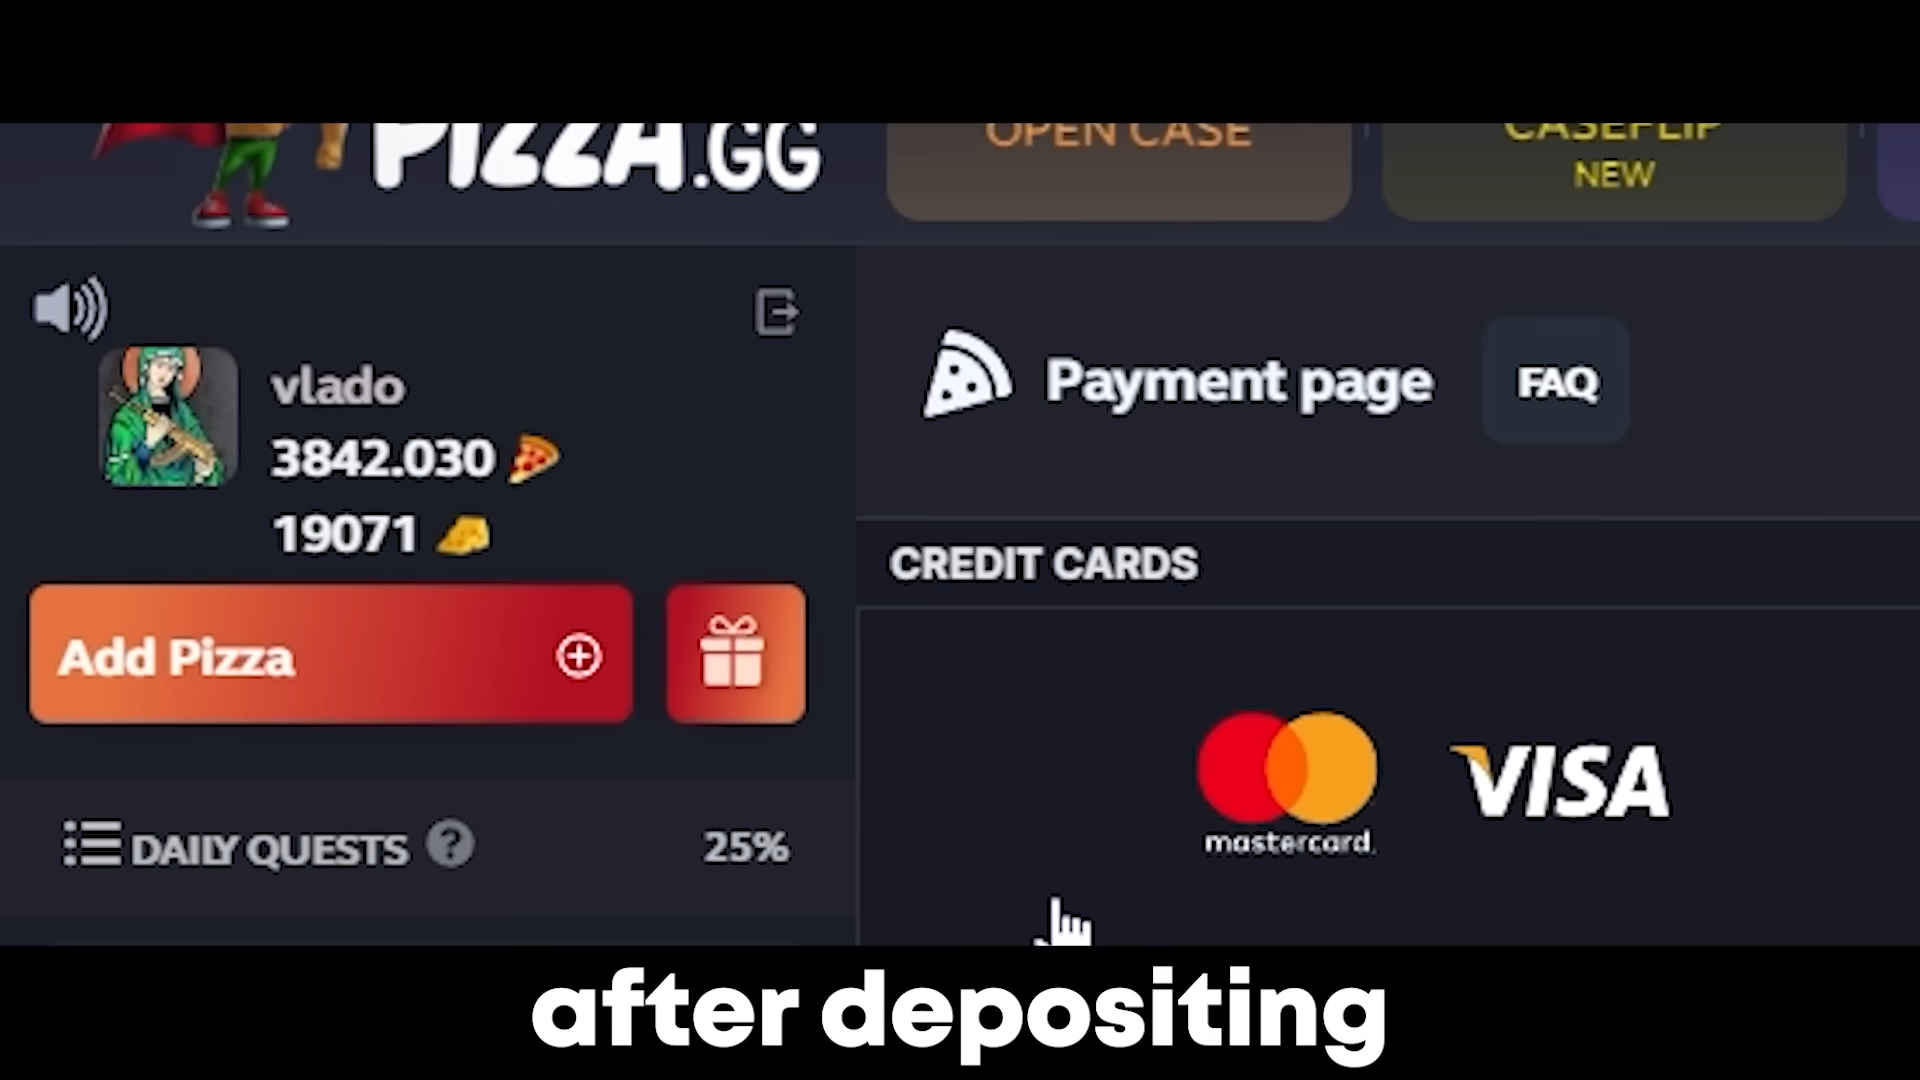 PIZZA.GG
OPEN CASE
CASEFLIP
NEW
vlado
3842.030
19071
Add Pizza
DAILY QUESTS ?
25%
Payment page
FAQ
CREDIT CARDS
mastercard.
VISA
after depositing